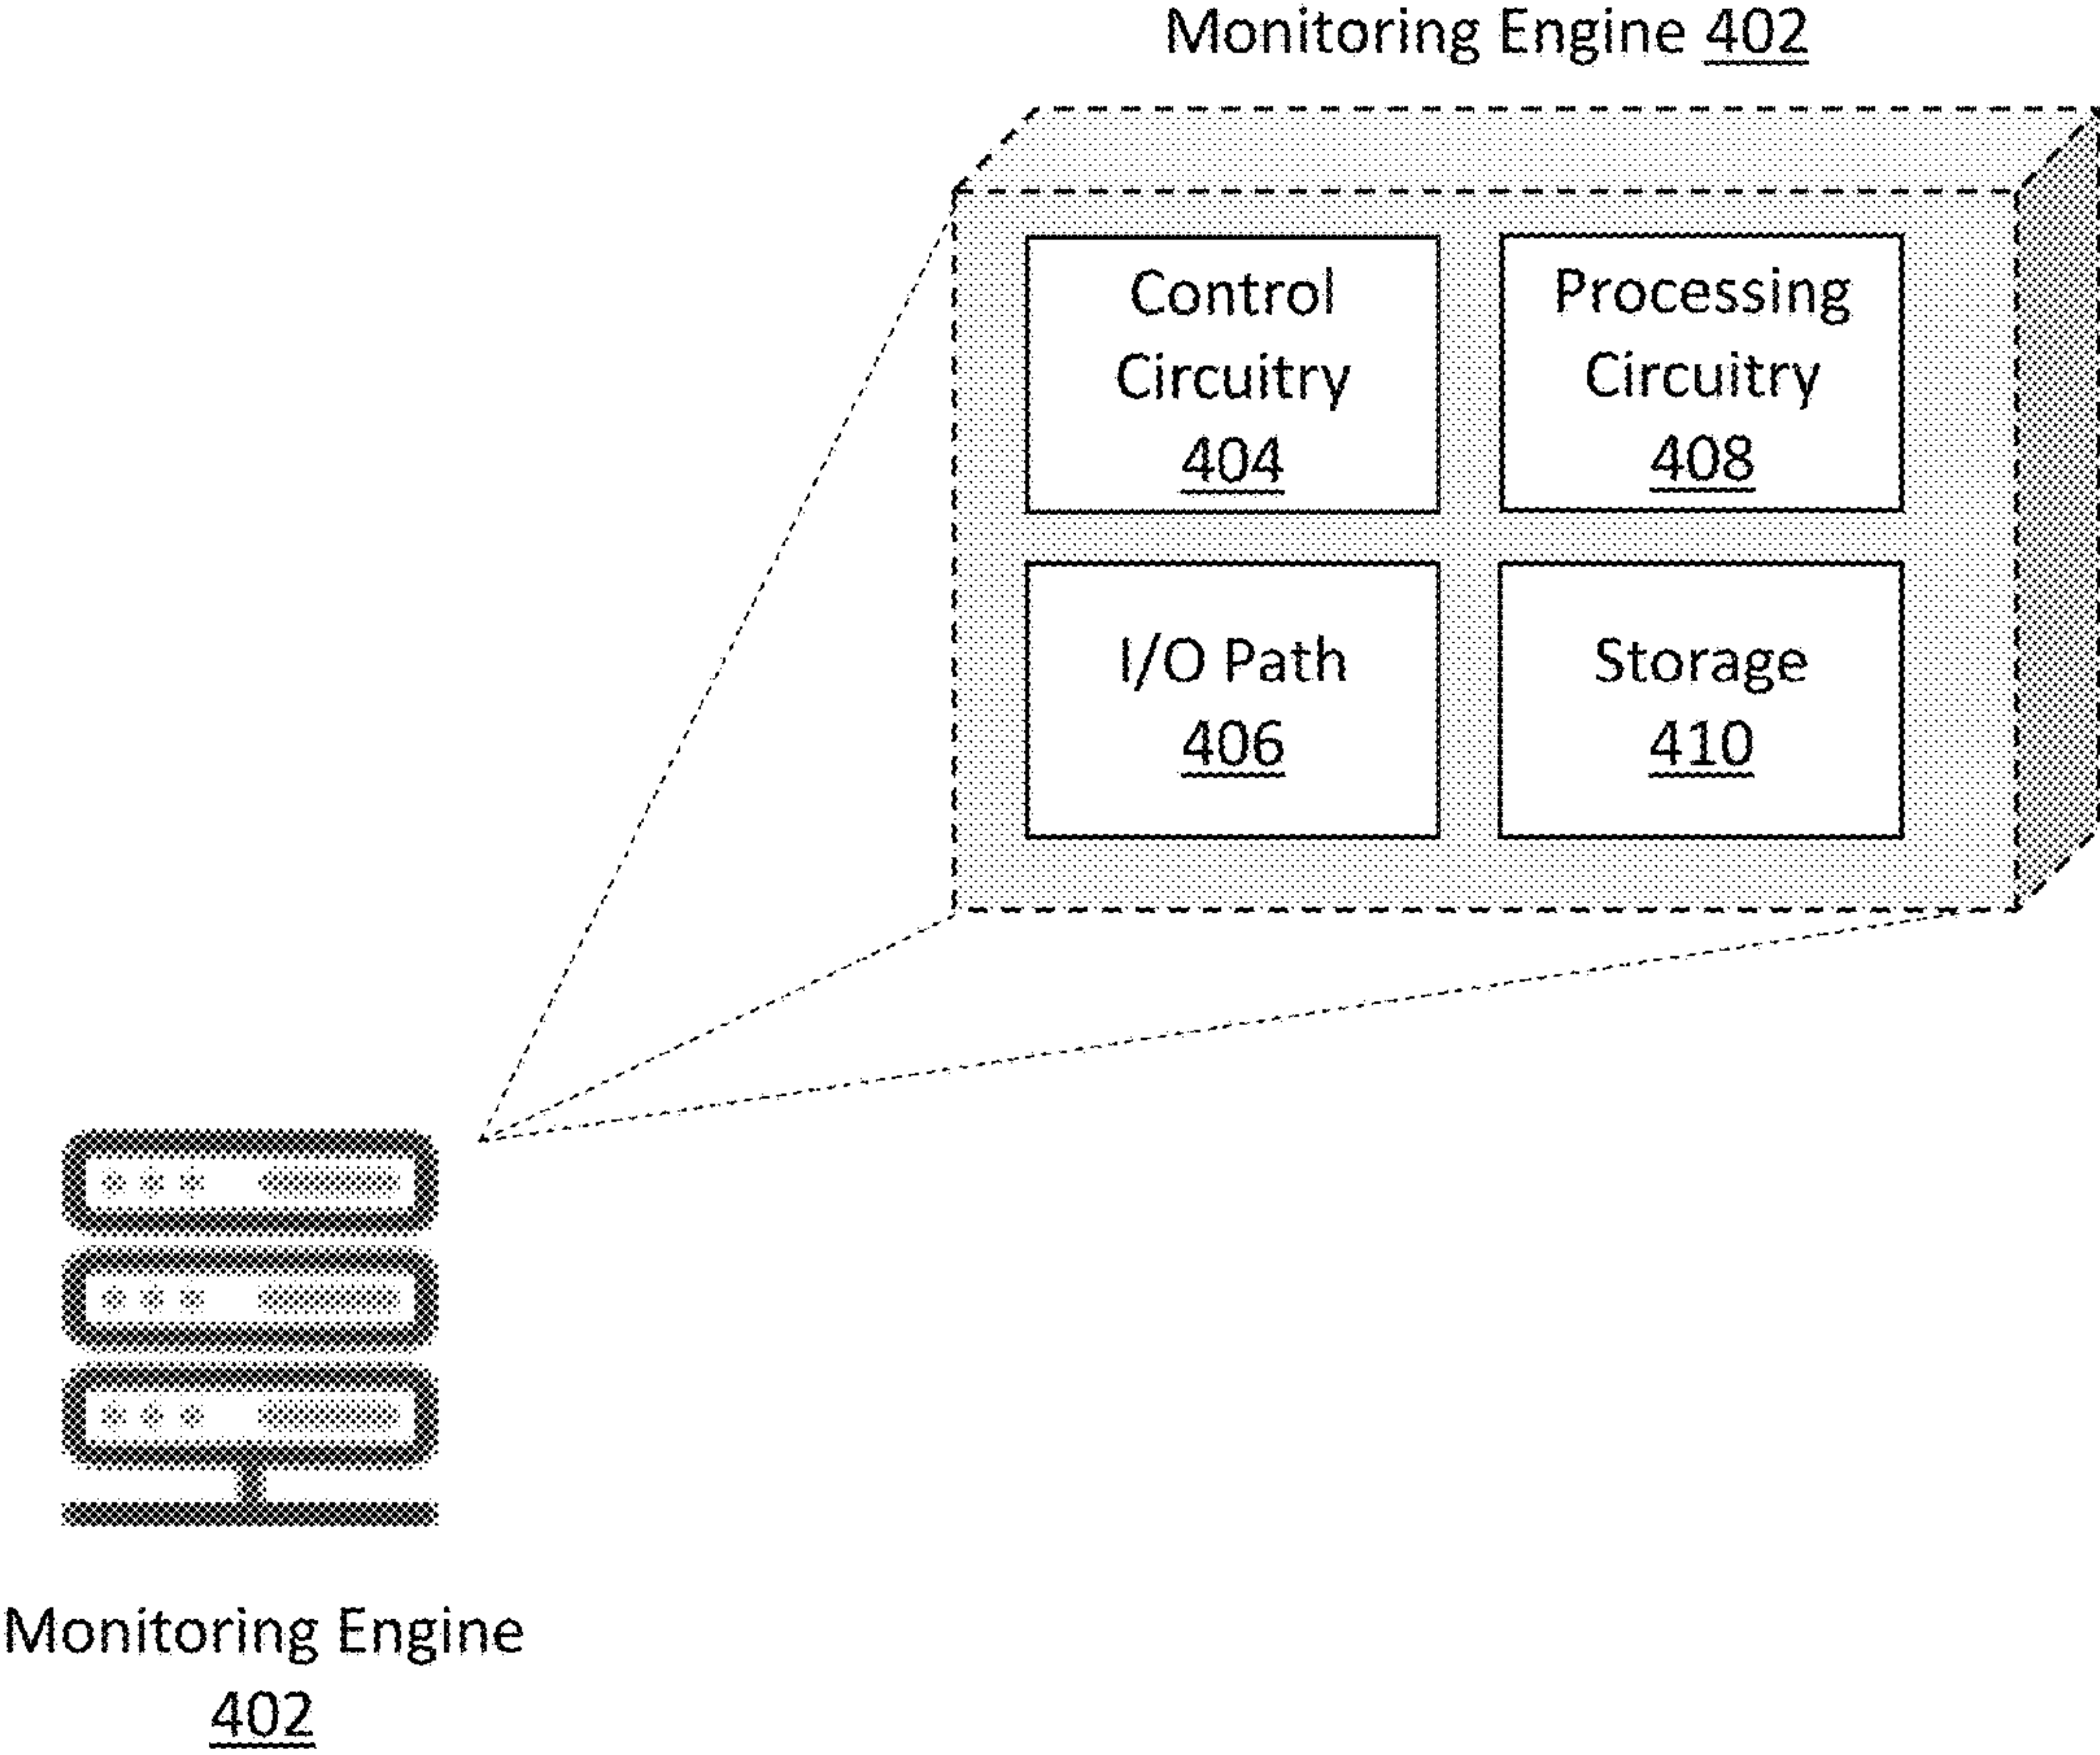 Monitoring Engine 402
Control
Circuitry
404
Processing
Circuitry
408
I/O Path
406
Storage
410
Monitoring Engine
402